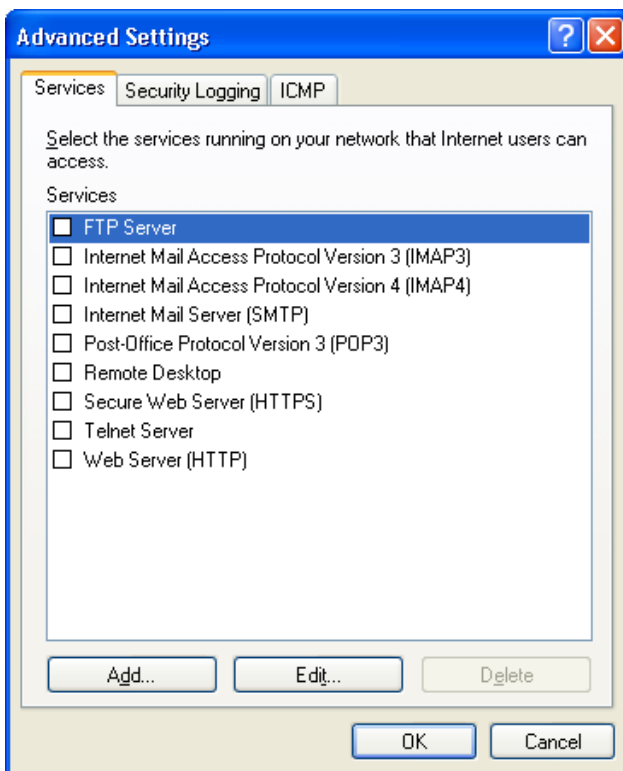 Advanced Settings
Services Security Logging ICMP
Select the services running on your network that Internet users can
access.
Services
FTP Server
Internet Mail Access Protocol Version 3 (IMAP3)
Internet Mail Access Protocol Version 4 (IMAP4)
Internet Mail Server (SMTP)
Post-Office Protocol Version 3 (POP3)
Remote Desktop
Secure Web Server (HTTPS)
Telnet Server
Web Server (HTTP)
Add... Edit... Delete
OK Cancel